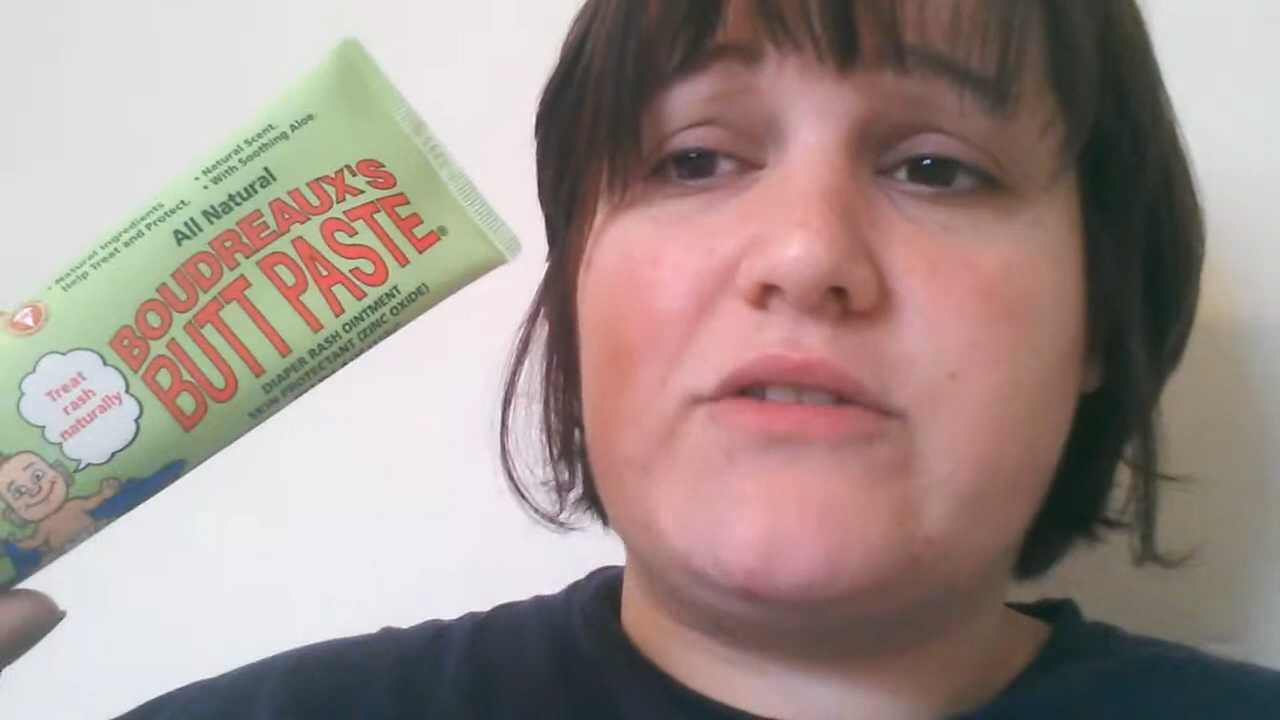 • Natural Ingredients
Help Treat and Protect.
• Natural Scent.
• With Soothing Aloe.
All Natural
BOUDREAUX'S
BUTT PASTE®
DIAPER RASH OINTMENT
SKIN PROTECTANT (ZINC OXIDE)
Treat
rash
naturally